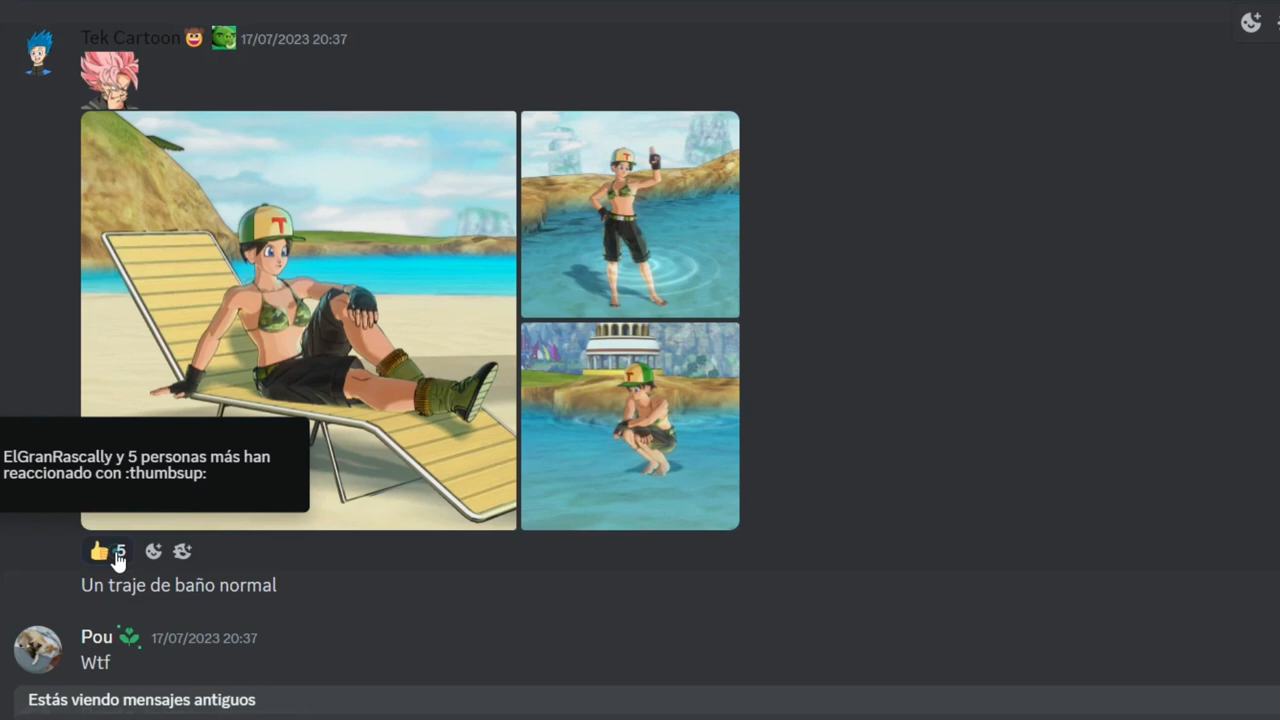 Tek Cartoon 17/07/2023 20:37
T
T
T
ElGranRascally y 5 personas más han
reaccionado con :thumbsup:
5
Un traje de baño normal
Pou 17/07/2023 20:37
Wtf
Estás viendo mensajes antiguos